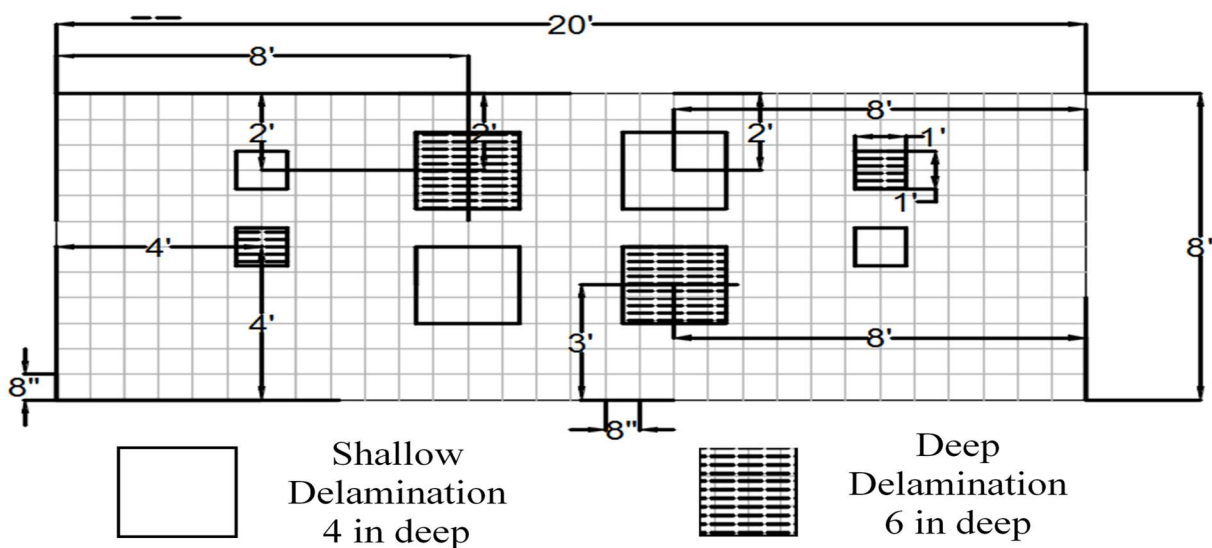 20'
8'
8'
2'
2'
2'
1'
1'
4'
8'
4'
3'
8'
8"
8"
Shallow
Delamination
4 in deep
Deep
Delamination
6 in deep